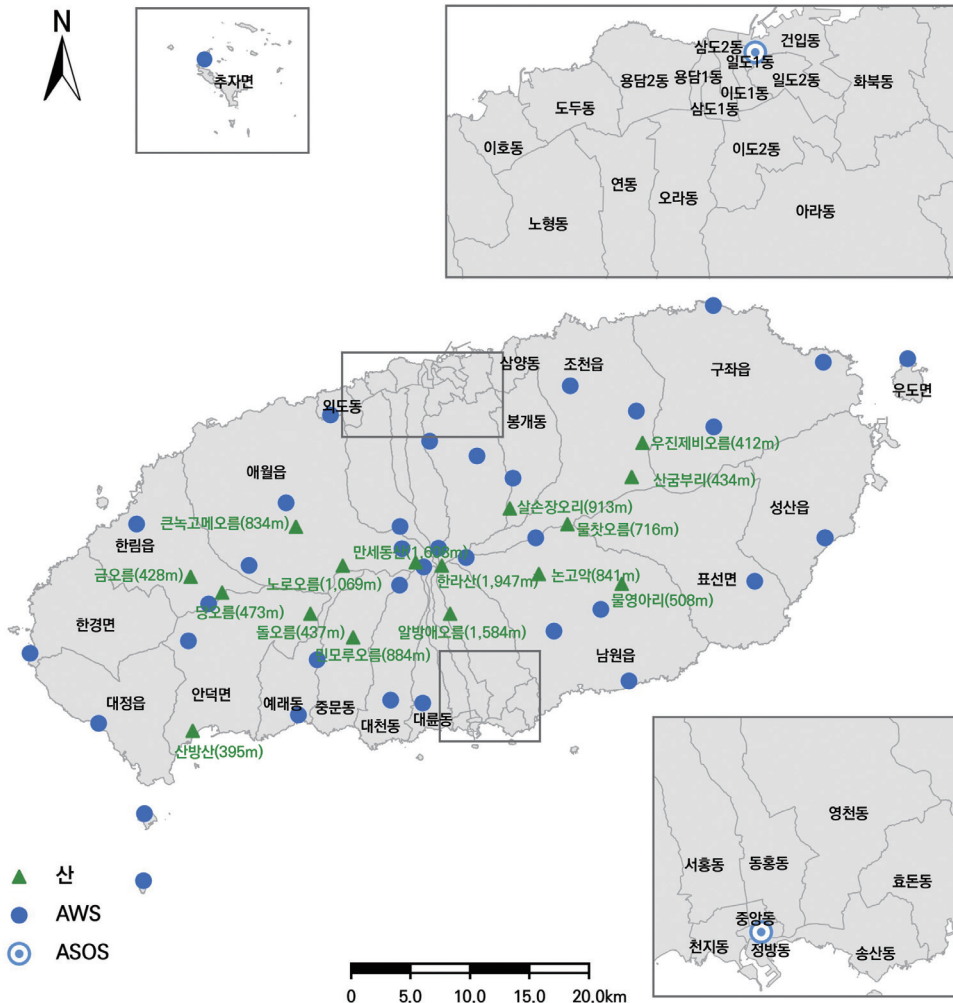 N
추자면
삼도2동
건입동
일도1동
용담2동
용담1동
일도2동
화북동
이도1동
도두동
삼도1동
이호동
이도2동
연동
오라동
아라동
노형동
삼양동
조천읍
구좌읍
우도면
외도동
봉개동
우진제비오름(412m)
애월읍
산굼부리(434m)
성산읍
살손장오리(913m)
큰녹고메오름(834m)
물찻오름(716m)
한림읍
만세동산(1,6
m)
금오름(428m)
노로오름(1,069m)
한라산(1,947m)
논고악(841m)
표선면
당오름(473m)
물영아리(508m)
한경면
돌오름(437m)
알방애오름(1,584m)
모루오름(884m)
남원읍
대정읍
안덕면
예래동
중문동
대천동
대륜동
산방산(395m)
영천동
서홍동
동홍동
효돈동
중앙동
천지동
정방동
송산동
산
AWS
ASOS
0
5.0
10.0
15.0
20.0km